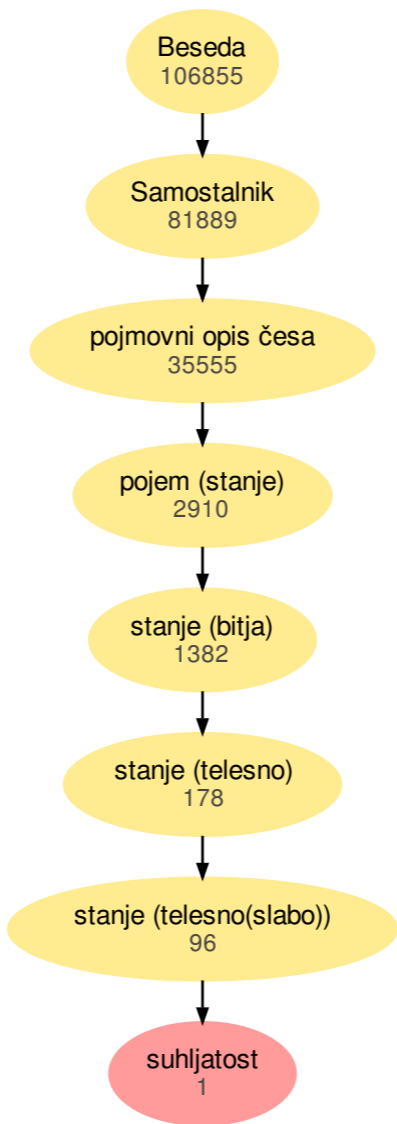 Beseda
106855
Samostalnik
81889
pojmovni opis česa
35555
pojem (stanje)
2910
stanje (bitja)
1382
stanje (telesno)
178
stanje (telesno(slabo))
96
suhljatost
1